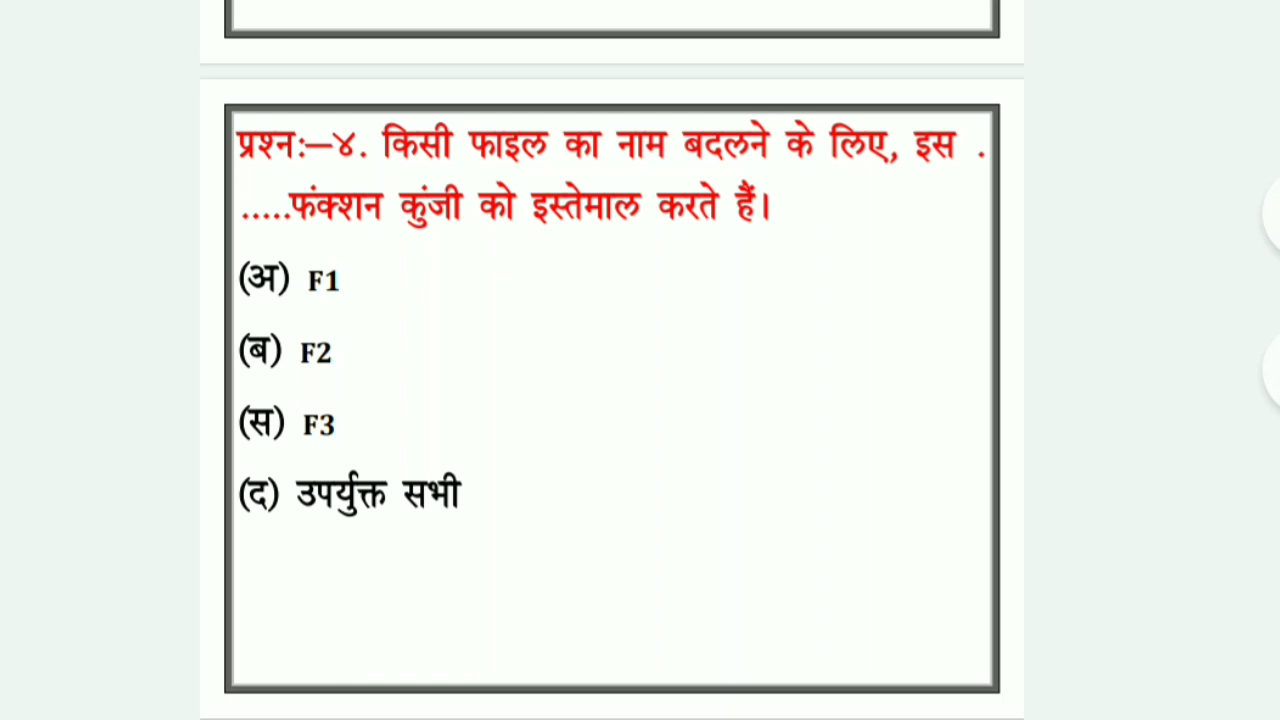 प्रश्नः–४. किसी फाइल का नाम बदलने के लिए, इस .
.....फंक्शन कुंजी को इस्तेमाल करते हैं।
(अ) F1
(ब) F2
(स) F3
(द) उपर्युक्त सभी